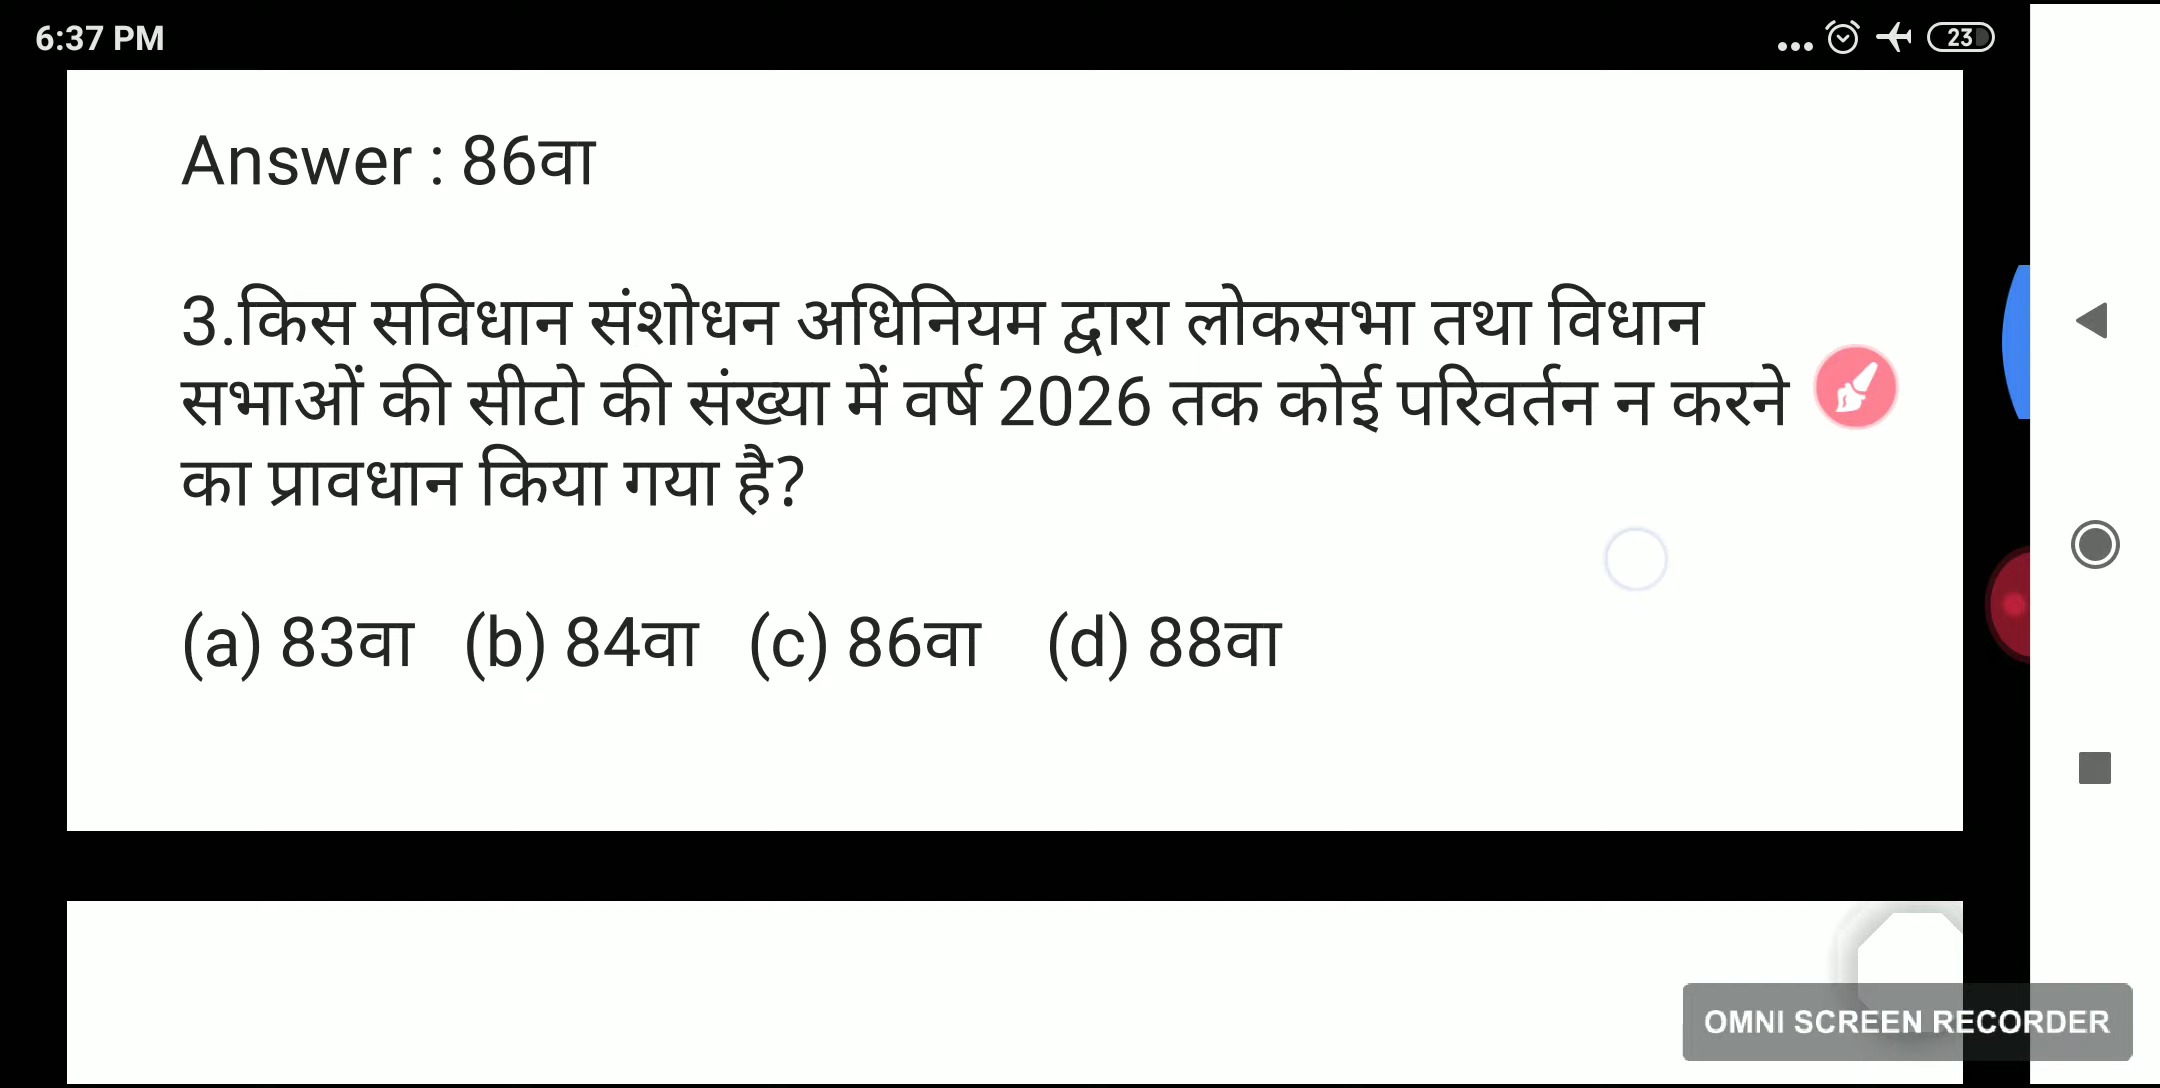 6:37 PM
23
Answer : 86वा
3.किस सविधान संशोधन अधिनियम द्वारा लोकसभा तथा विधान
सभाओं की सीटो की संख्या में वर्ष 2026 तक कोई परिवर्तन न करने
का प्रावधान किया गया है?
(a) 83वा (b) 84वा (c) 86वा (d) 88वा
OMNI SCREEN RECORDER